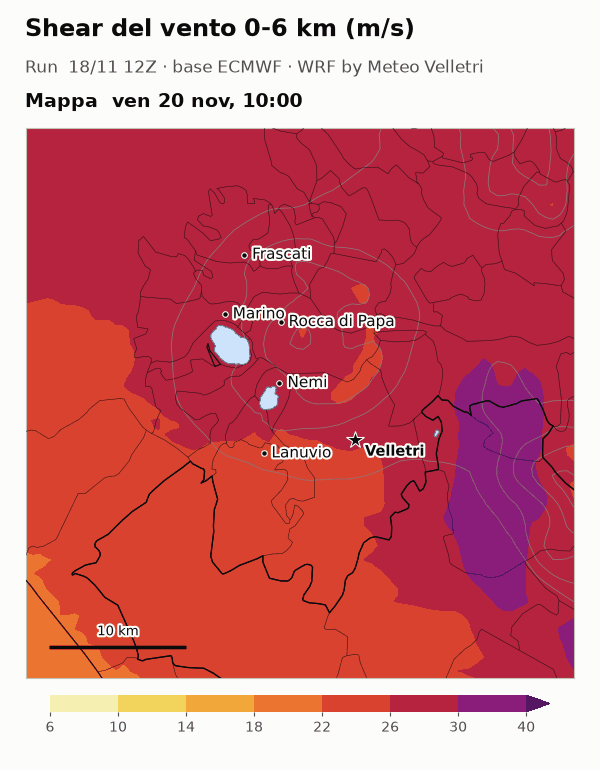 Shear del vento 0-6 km (m/s)
Run 18/11 12Z · base ECMWF · WRF by Meteo Velletri
Mappa ven 20 nov, 10:00
Frascati
Marino
Rocca di Papa
Nemi
Lanuvio
Velletri
10 km
6 10 14 18 22 26 30 40